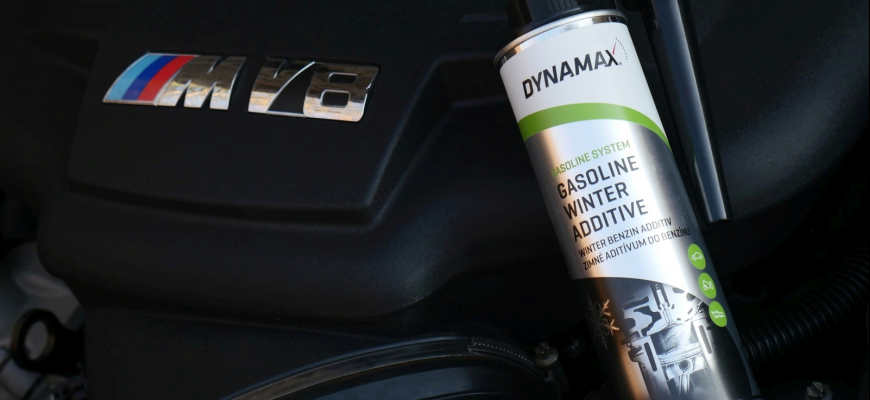 M V8
DYNAMAX
GASOLINE SYSTEM
GASOLINE
WINTER
ADDITIVE
WINTER BENZIN ADDITIV
ZIMNÉ ADITÍVUM DO BENZÍNU